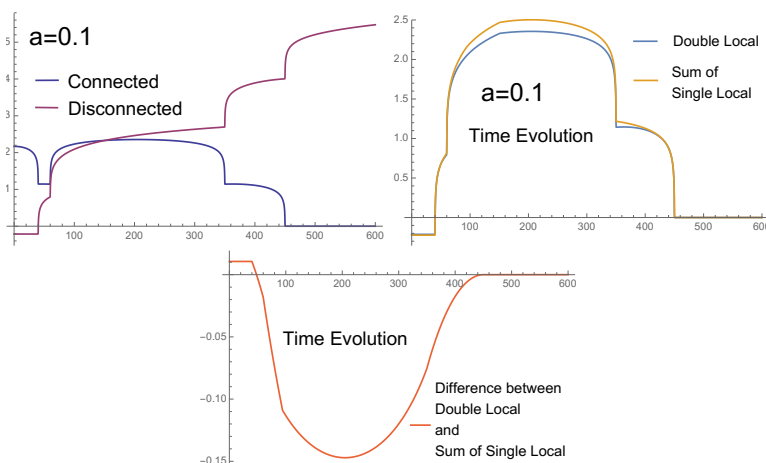 a=0.1
Connected
Disconnected
5
4
3
2
1
100
200
300
400
500
600
2.5
2.0
1.5
1.0
0.5
Double Local
Sum of
Single Local
a=0.1
Time Evolution
100
200
300
400
500
600
100
200
300
400
500
600
-0.05
-0.10
-0.15
Time Evolution
Difference between
Double Local
and
Sum of Single Local